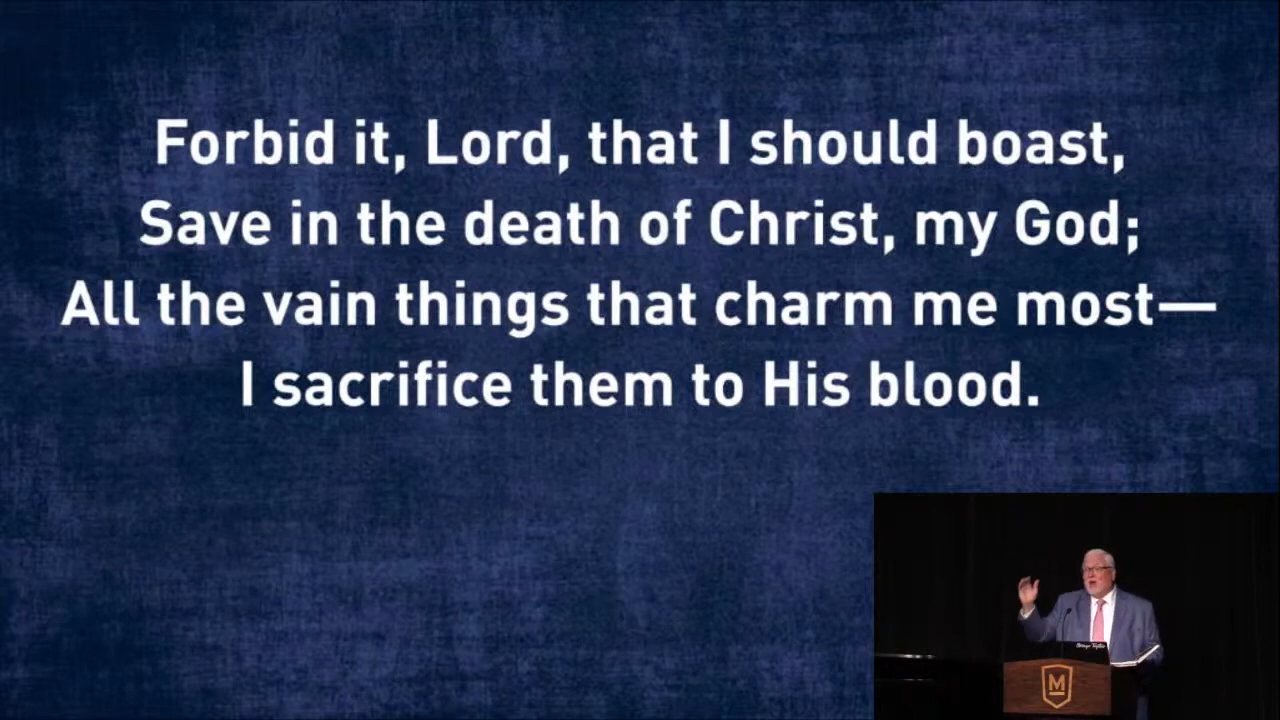 Forbid it, Lord, that I should boast,
Save in the death of Christ, my God;
All the vain things that charm me most—
I sacrifice them to His blood.
M